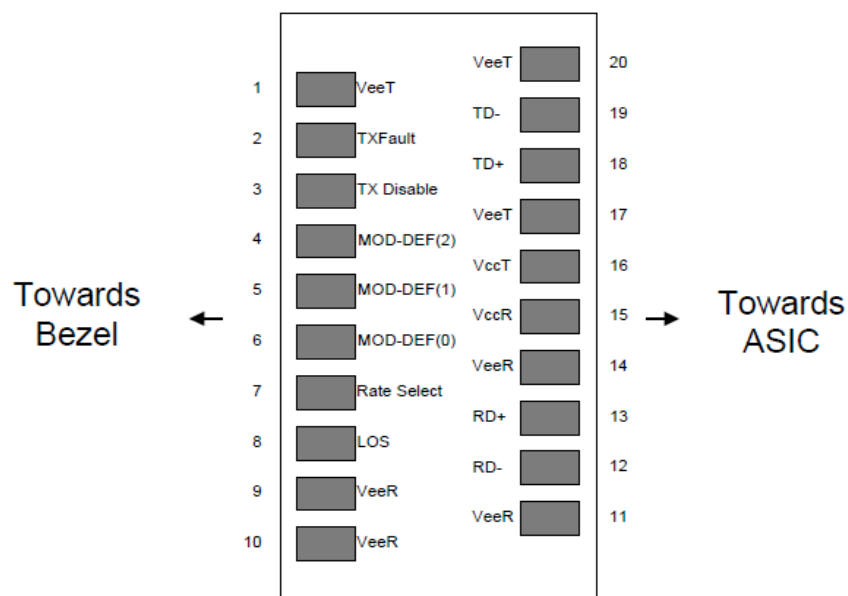 VeeT 20
1 VeeT
TD- 19
2 TXFault
TD+ 18
3 TX Disable
VeeT 17
4 MOD-DEF(2)
VccT 16
5 MOD-DEF(1)
Towards
Bezel
VccR 15
Towards
ASIC
6 MOD-DEF(0)
VeeR 14
7 Rate Select
RD+ 13
8 LOS
RD- 12
9 VeeR
VeeR 11
10 VeeR